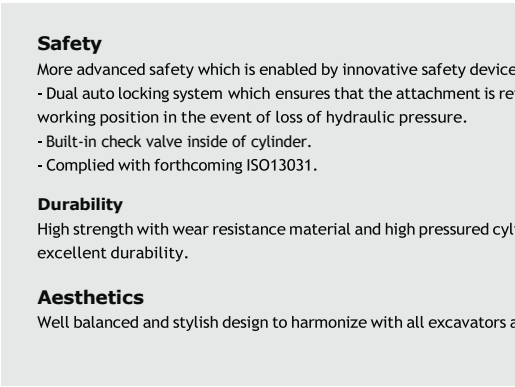 Safety
More advanced safety which is enabled by innovative safety device
- Dual auto locking system which ensures that the attachment is
working position in the event of loss of hydraulic pressure.
- Built-in check valve inside of cylinder.
- Complied with forthcoming ISO13031.
Durability
High strength with wear resistance material and high pressured
excellent durability.
Aesthetics
Well balanced and stylish design to harmonize with all excavators